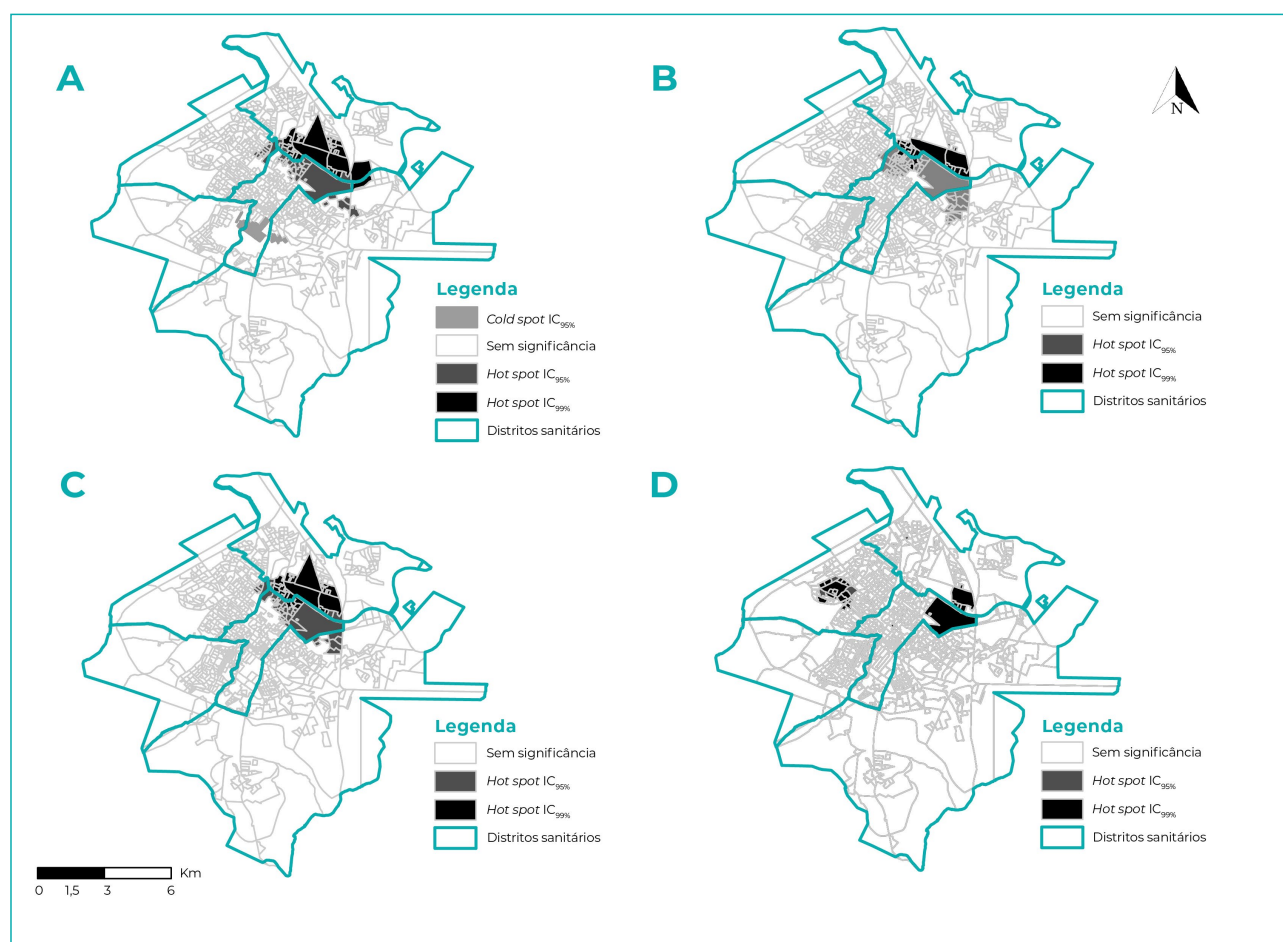 A
B
N
Legenda
Cold spot IC95%
Sem significância
Hot spot IC95%
Hot spot IC99%
Distritos sanitários
Legenda
Sem significância
Hot spot IC95%
Hot spot IC99%
Distritos sanitários
C
D
Legenda
Sem significância
Hot spot IC95%
Hot spot IC99%
Distritos sanitários
Legenda
Sem significância
Hot spot IC95%
Hot spot IC99%
Distritos sanitários
Km
0 1,5 3 6